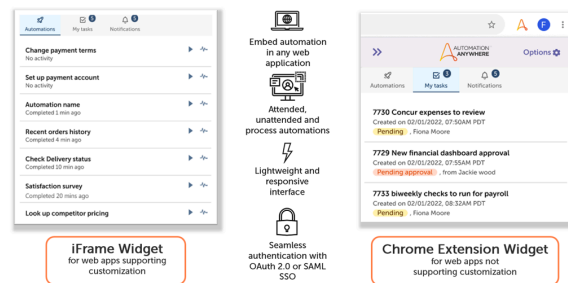 3
5
Automations
My tasks
Notifications
Change payment terms
No activity
Set up payment account
No activity
Automation name
Completed 1 min ago
Recent orders history
Completed 4 min ago
Check Delivery status
Completed 10 min ago
Satisfaction survey
Completed 20 mins ago
Look up competitor pricing
iFrame Widget
for web apps supporting
customization
Embed automation
in any web
application
Attended,
unattended and
process automations
Lightweight and
responsive
interface
Seamless
authentication with
OAuth 2.0 or SAML
SSO
F
AUTOMATION
ANYWHERE
Options
3
5
Automations
My tasks
Notifications
7730 Concur expenses to review
Created on 02/01/2022, 07:50AM PDT
Pending , Fiona Moore
7729 New financial dashboard approval
Created on 02/01/2022, 07:55AM PDT
Pending approval , from Jackie wood
7733 biweekly checks to run for payroll
Created on 02/01/2022, 08:32AM PDT
Pending , Fiona Moore
Chrome Extension Widget
for web apps not
supporting customization